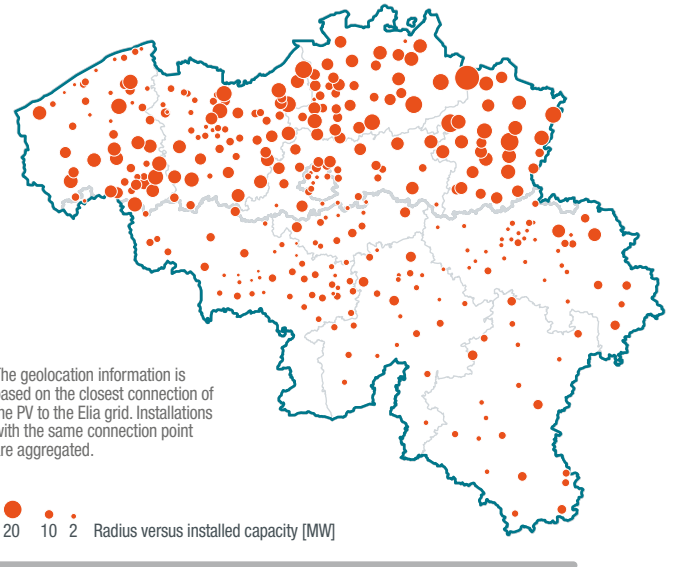 he geolocation information is
ased on the closest connection of
he PV to the Elia grid. Installations
with the same connection point
re aggregated.
20 10 2 Radius versus installed capacity [MW]